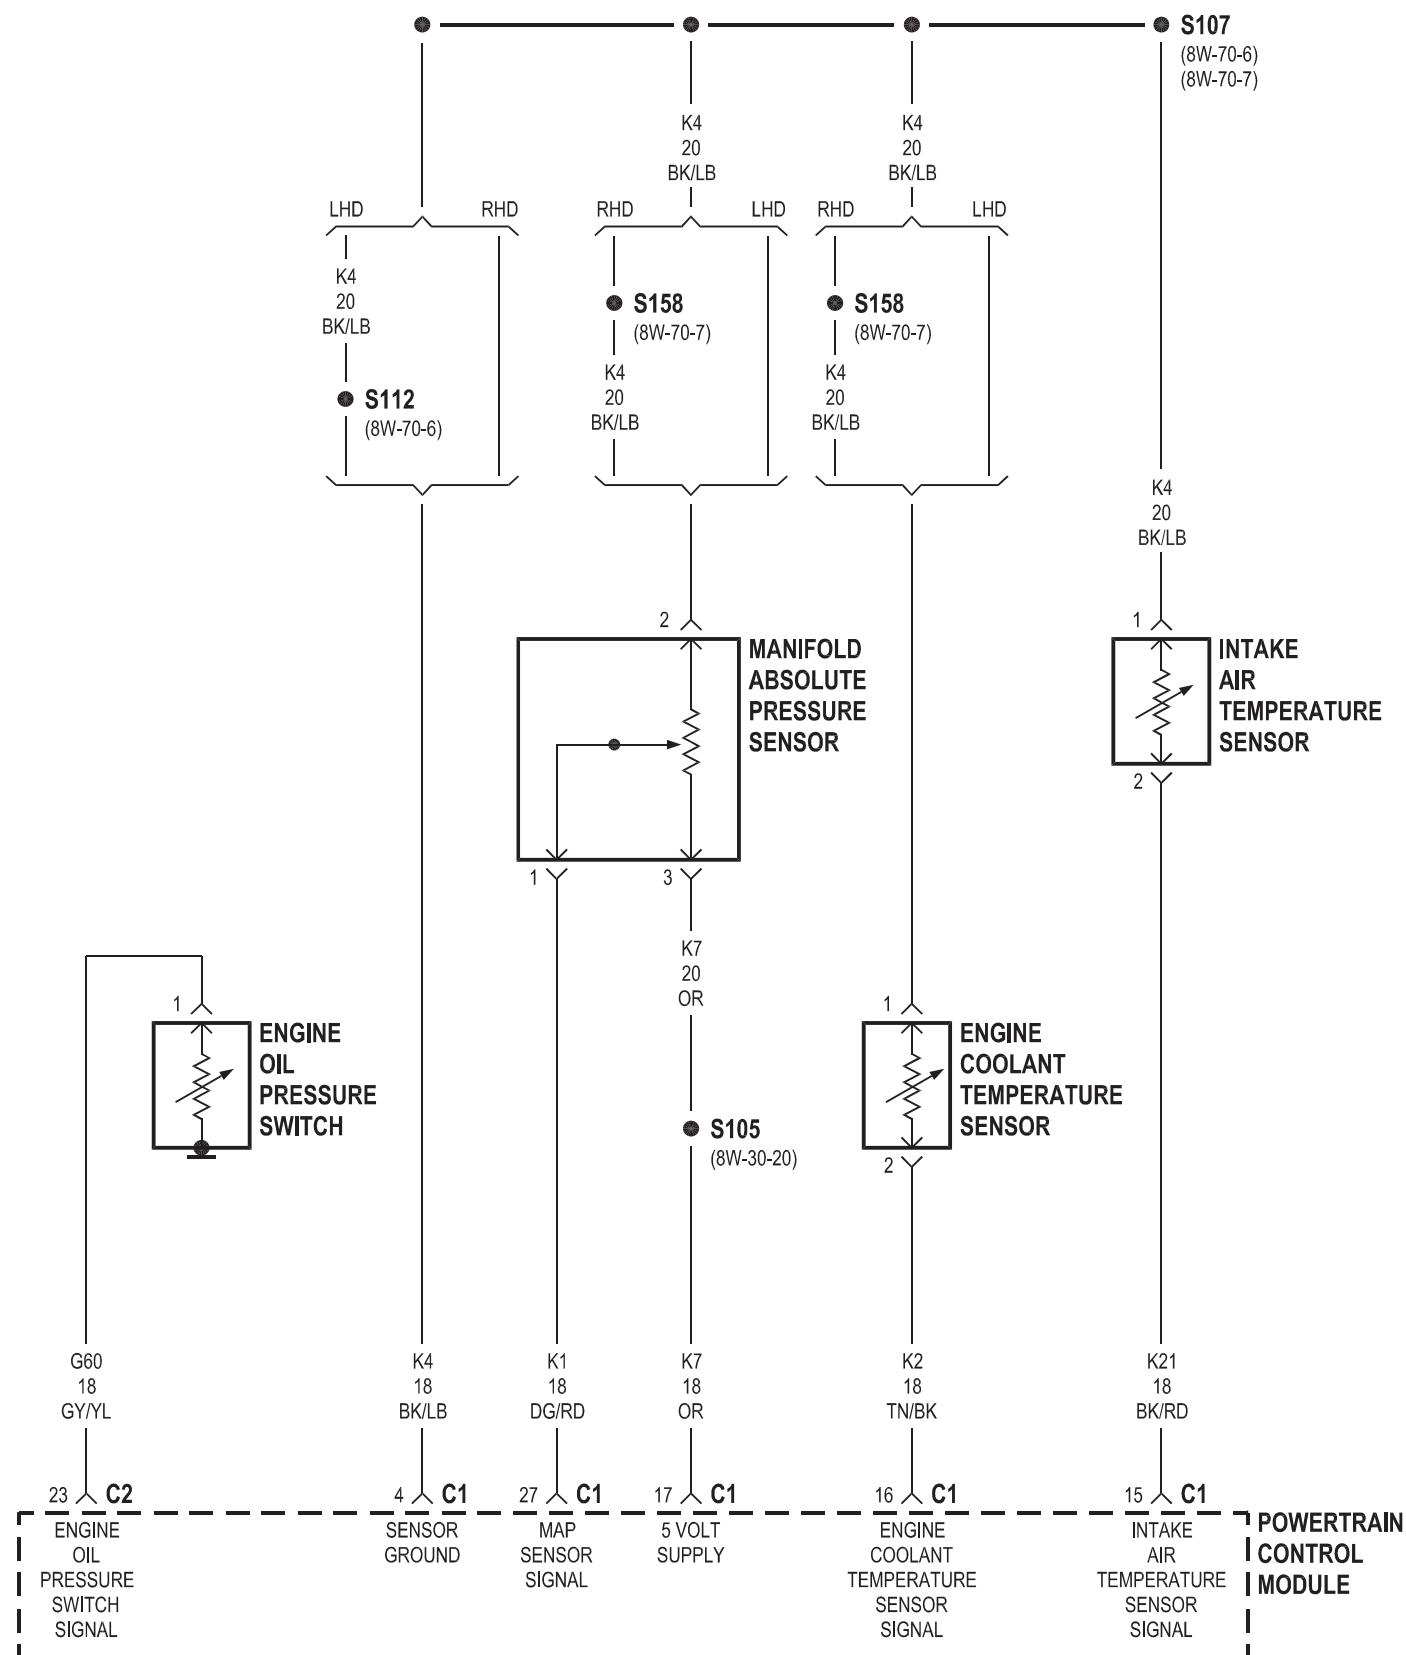 S107
(8W-70-6)
(8W-70-7)
K4
20
BK/LB
K4
20
BK/LB
LHD RHD
RHD LHD
RHD LHD
K4
20
BK/LB
S112
(8W-70-6)
S158
(8W-70-7)
K4
20
BK/LB
S158
(8W-70-7)
K4
20
BK/LB
K4
20
BK/LB
2
MANIFOLD
ABSOLUTE
PRESSURE
SENSOR
1
3
1
INTAKE
AIR
TEMPERATURE
SENSOR
2
K7
20
OR
S105
(8W-30-20)
1
ENGINE
OIL
PRESSURE
SWITCH
1
ENGINE
COOLANT
TEMPERATURE
SENSOR
2
G60
18
GY/YL
K4
18
BK/LB
K1
18
DG/RD
K7
18
OR
K2
18
TN/BK
K21
18
BK/RD
23 C2
4 C1
27 C1
17 C1
16 C1
15 C1
ENGINE
OIL
PRESSURE
SWITCH
SIGNAL
SENSOR
GROUND
MAP
SENSOR
SIGNAL
5 VOLT
SUPPLY
ENGINE
COOLANT
TEMPERATURE
SENSOR
SIGNAL
INTAKE
AIR
TEMPERATURE
SENSOR
SIGNAL
POWERTRAIN
CONTROL
MODULE